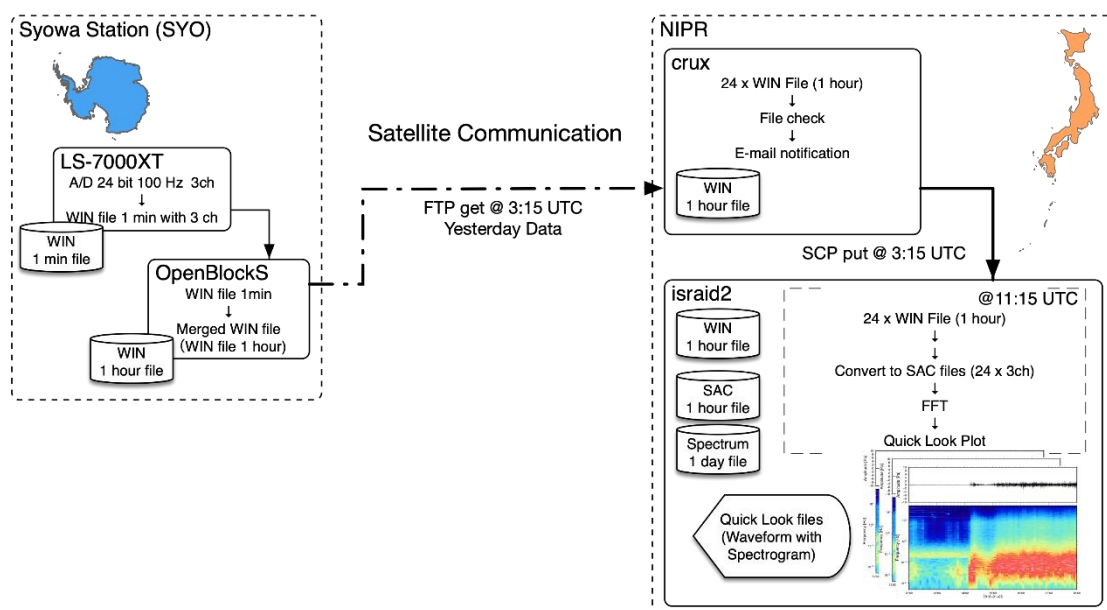 Syowa Station (SYO)
LS-7000XT
A/D 24 bit 100 Hz 3ch
↓
WIN file 1 min with 3 ch
WIN
1 min file
OpenBlockS
WIN file 1min
↓
Merged WIN file
(WIN file 1 hour)
WIN
1 hour file
Satellite Communication
FTP get @ 3:15 UTC
Yesterday Data
NIPR
crux
24 x WIN File (1 hour)
↓
File check
↓
E-mail notification
WIN
1 hour file
SCP put @ 3:15 UTC
israid2
@11:15 UTC
WIN
1 hour file
SAC
1 hour file
Spectrum
1 day file
24 x WIN File (1 hour)
↓
Convert to SAC files (24 x 3ch)
↓
FFT
↓
Quick Look Plot
Quick Look files
(Waveform with
Spectrogram)